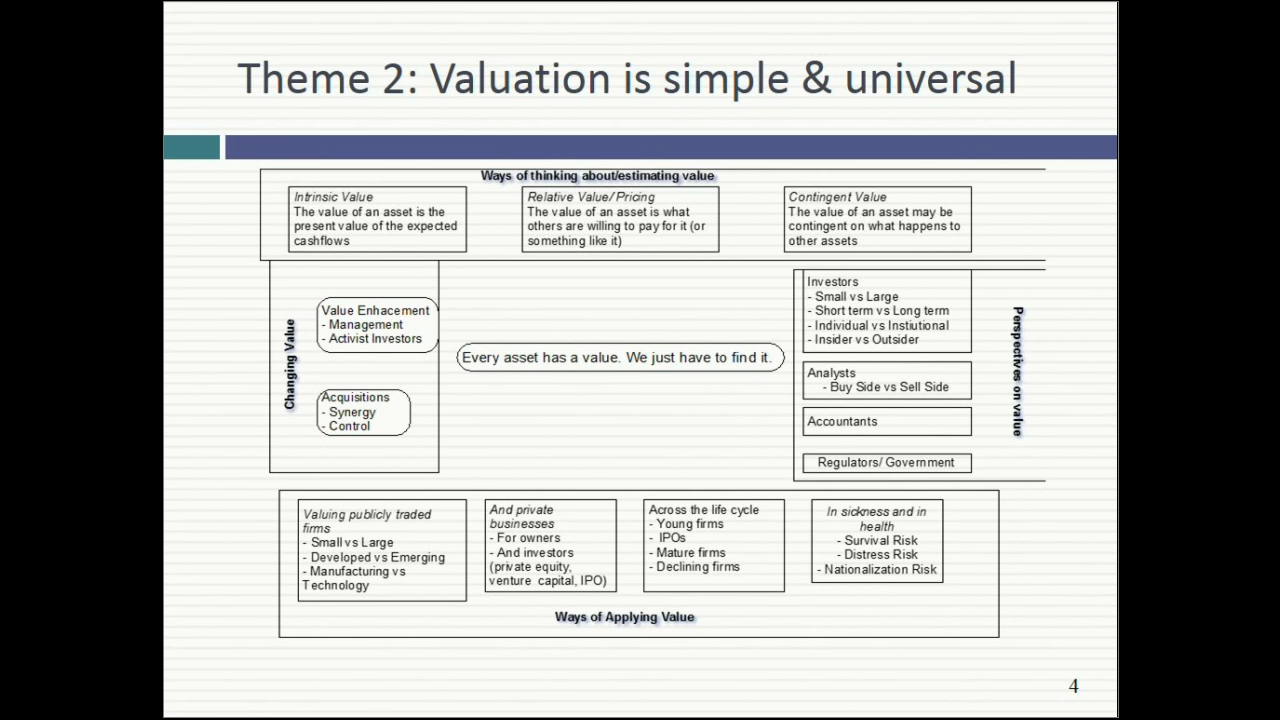 Theme 2: Valuation is simple & universal
Ways of thinking about/estimating value
Intrinsic Value
The value of an asset is the
present value of the expected
cashflows
Relative Value/Pricing
The value of an asset is what
others are willing to pay for it (or
something like it)
Contingent Value
The value of an asset may be
contingent on what happens to
other assets
Changing Value
Value Enhacement
- Management
- Activist Investors
Acquisitions
- Synergy
- Control
Every asset has a value. We just have to find it.
Investors
- Small vs Large
- Short term vs Long term
- Individual vs Instiutional
- Insider vs Outsider
Analysts
- Buy Side vs Sell Side
Accountants
Regulators/ Government
Perspectives on value
Valuing publicly traded
firms
- Small vs Large
- Developed vs Emerging
- Manufacturing vs
Technology
And private
businesses
- For owners
- And investors
(private equity,
venture capital, IPO)
Across the life cycle
- Young firms
- IPOs
- Mature firms
- Declining firms
In sickness and in
health
- Survival Risk
- Distress Risk
- Nationalization Risk
Ways of Applying Value
4